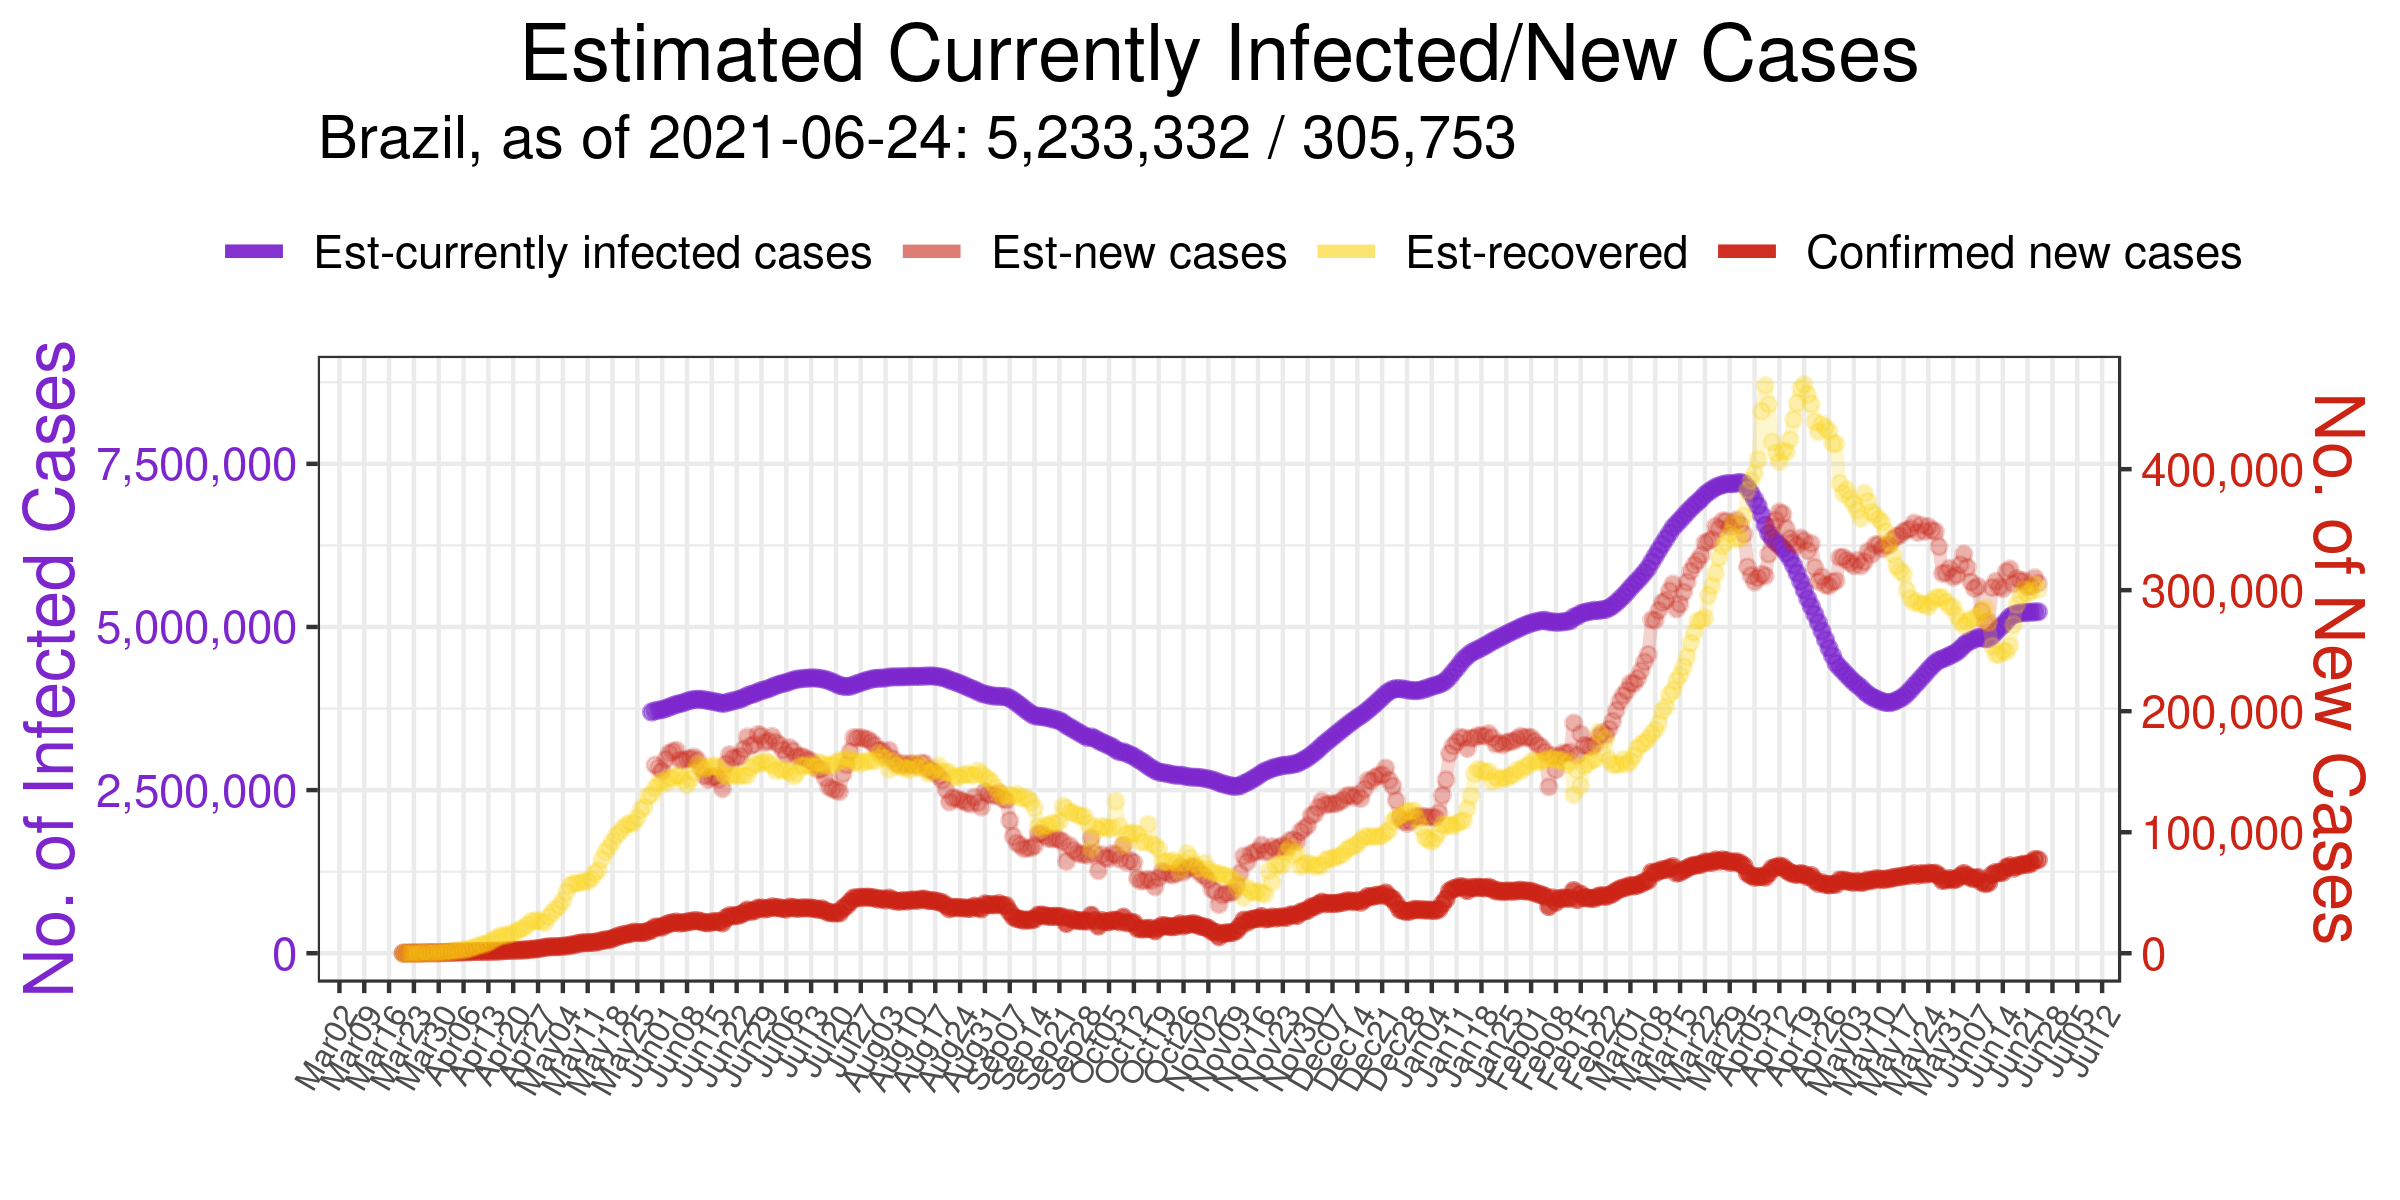 Estimated Currently Infected/New Cases
Brazil, as of 2021-06-24: 5,233,332 / 305,753
Est-currently infected cases
Est-new cases
Est-recovered
Confirmed new cases
No. of Infected Cases
7,500,000
5,000,000
2,500,000
0
No. of New Cases
400,000
300,000
200,000
100,000
0
Mar02
Mar09
Mar16
Mar23
Mar30
Apr06
Apr13
Apr20
Apr27
May04
May11
May18
May25
Jun01
Jun08
Jun15
Jun22
Jun29
Jul06
Jul13
Jul20
Jul27
Aug03
Aug10
Aug17
Aug24
Aug31
Sep07
Sep14
Sep21
Sep28
Oct05
Oct12
Oct19
Oct26
Nov02
Nov09
Nov16
Nov23
Nov30
Dec07
Dec14
Dec21
Dec28
Jan04
Jan11
Jan18
Jan25
Feb01
Feb08
Feb15
Feb22
Mar01
Mar08
Mar15
Mar22
Mar29
Apr05
Apr12
Apr19
Apr26
May03
May10
May17
May24
May31
Jun07
Jun14
Jun21
Jun28
Jul05
Jul12